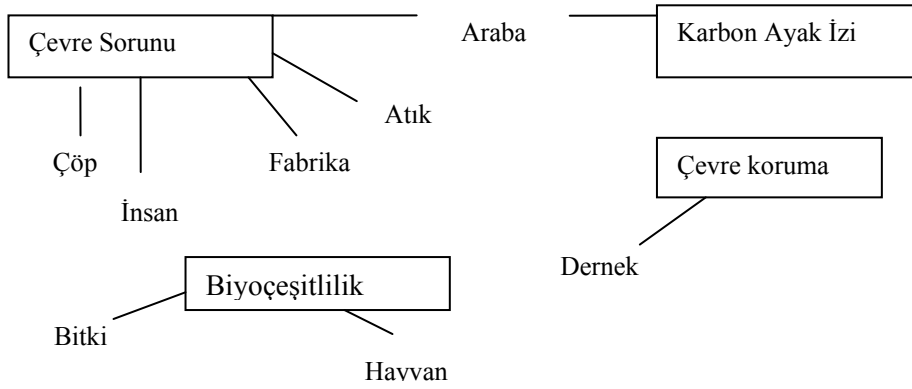 Çevre Sorunu
Araba
Karbon Ayak İzi
Atık
Çöp
Fabrika
Çevre koruma
İnsan
Dernek
Biyoçeşitlilik
Bitki
Hayvan